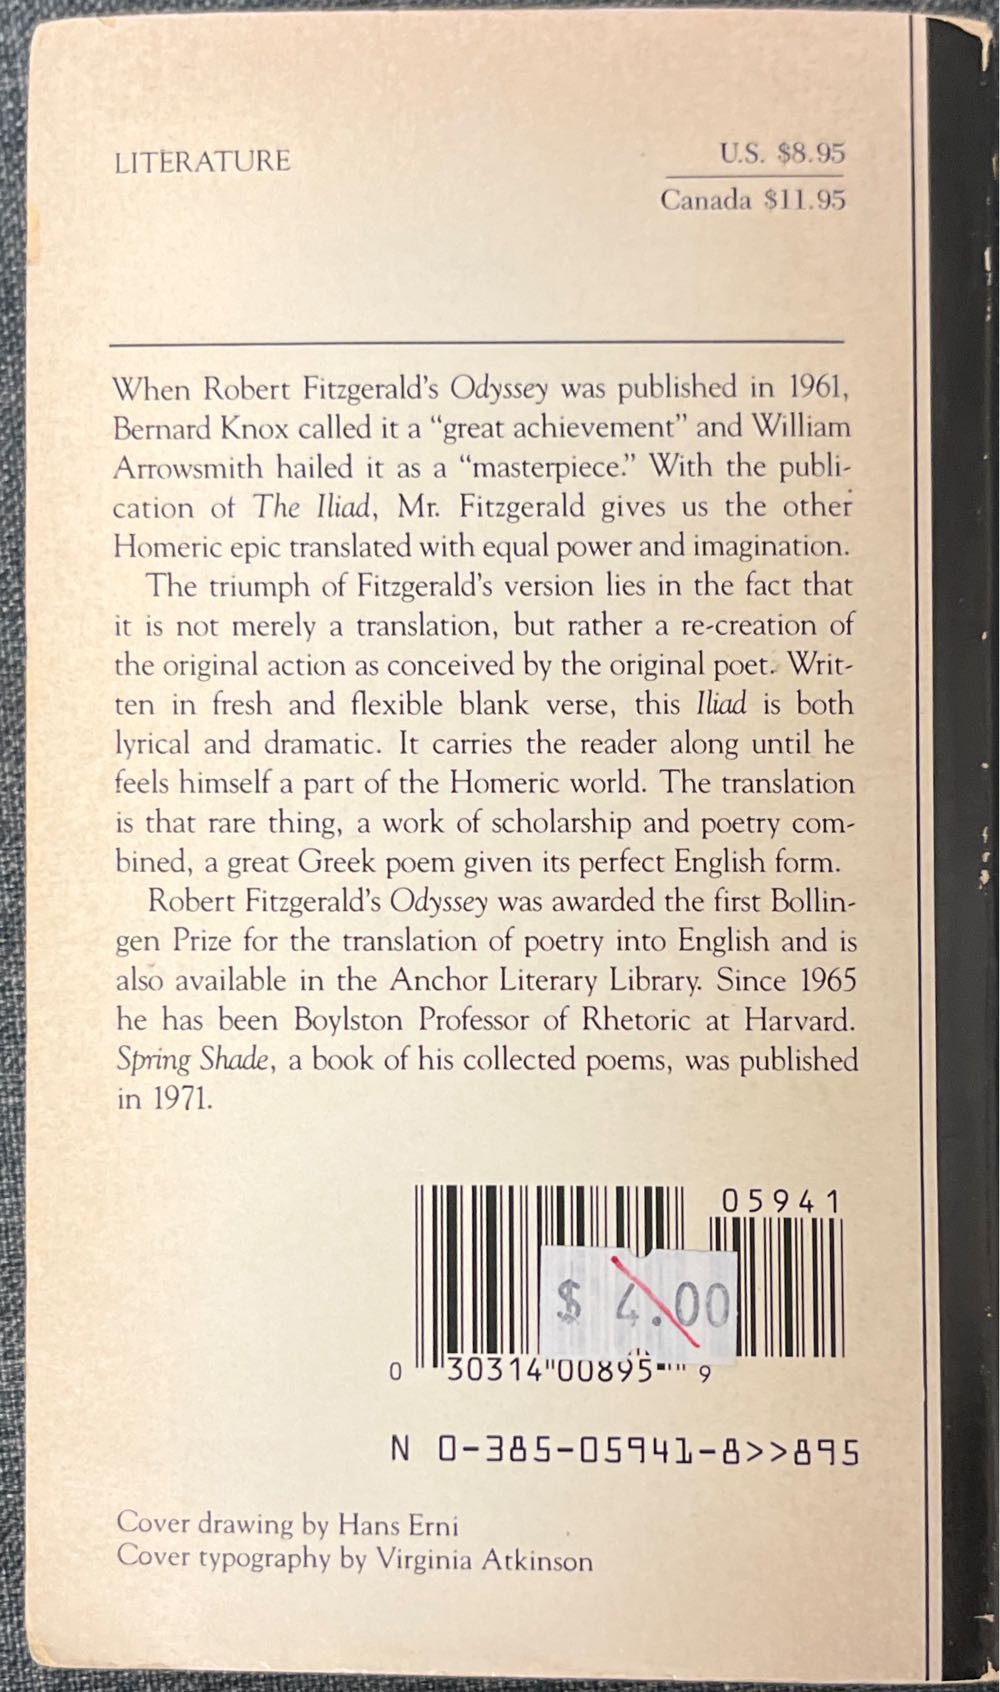 LITERATURE
U.S. $8.95
Canada $11.95
When Robert Fitzgerald's Odyssey was published in 1961,
Bernard Knox called it a “great achievement” and William
Arrowsmith hailed it as a “masterpiece.” With the publi-
cation of The Iliad, Mr. Fitzgerald gives us the other
Homeric epic translated with equal power and imagination.
The triumph of Fitzgerald's version lies in the fact that
it is not merely a translation, but rather a re-creation of
the original action as conceived by the original poet. Writ-
ten in fresh and flexible blank verse, this Iliad is both
lyrical and dramatic. It carries the reader along until he
feels himself a part of the Homeric world. The translation
is that rare thing, a work of scholarship and poetry com-
bined, a great Greek poem given its perfect English form.
Robert Fitzgerald's Odyssey was awarded the first Bollin-
gen Prize for the translation of poetry into English and is
also available in the Anchor Literary Library. Since 1965
he has been Boylston Professor of Rhetoric at Harvard.
Spring Shade, a book of his collected poems, was published
in 1971.
05941
$ 4.00
0 30314 00895 9
N 0-385-05941-8>>895
Cover drawing by Hans Erni
Cover typography by Virginia Atkinson